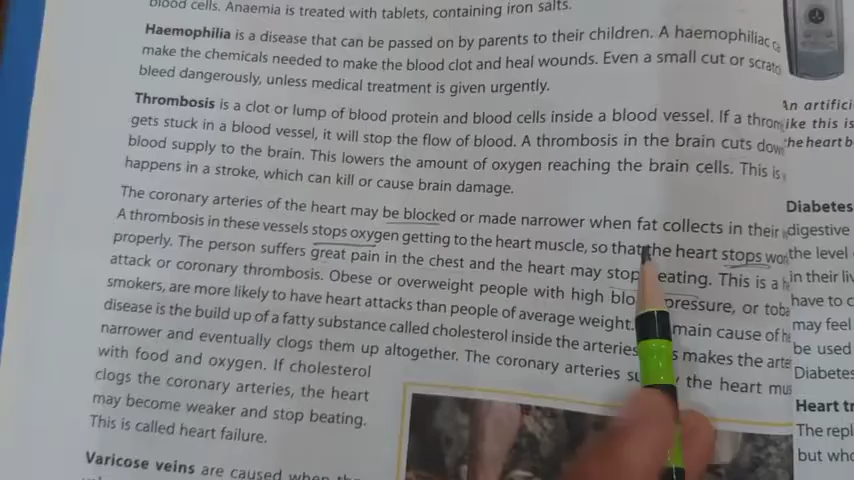 blood cells. Anaemia is treated with tablets, containing iron salts.
Haemophilia is a disease that can be passed on by parents to their children. A haemophiliac
make the chemicals needed to make the blood clot and heal wounds. Even a small cut or
bleed dangerously, unless medical treatment is given urgently.
Thrombosis is a clot or lump of blood protein and blood cells inside a blood vessel. If a
gets stuck in a blood vessel, it will stop the flow of blood. A thrombosis in the brain cuts
blood supply to the brain. This lowers the amount of oxygen reaching the brain cells. This is
happens in a stroke, which can kill or cause brain damage.
The coronary arteries of the heart may be blocked or made narrower when fat collects in their
A thrombosis in these vessels stops oxygen getting to the heart muscle, so that the heart stops
properly. The person suffers great pain in the chest and the heart may stop eating. This is a
attack or coronary thrombosis. Obese or overweight people with high pressure, or
smokers, are more likely to have heart attacks than people of average weight. main cause of
disease is the build up of a fatty substance called cholesterol inside the arteries makes the
narrower and eventually clogs them up altogether. The coronary arteries the heart
with food and oxygen. If cholesterol
clogs the coronary arteries, the heart
may become weaker and stop beating.
This is called heart failure.
Varicose veins are caused when
An
like this is
the heart
Diabetes
digestive
the level
in their
have to
may feel
be used
Diabetes
Heart
The
but